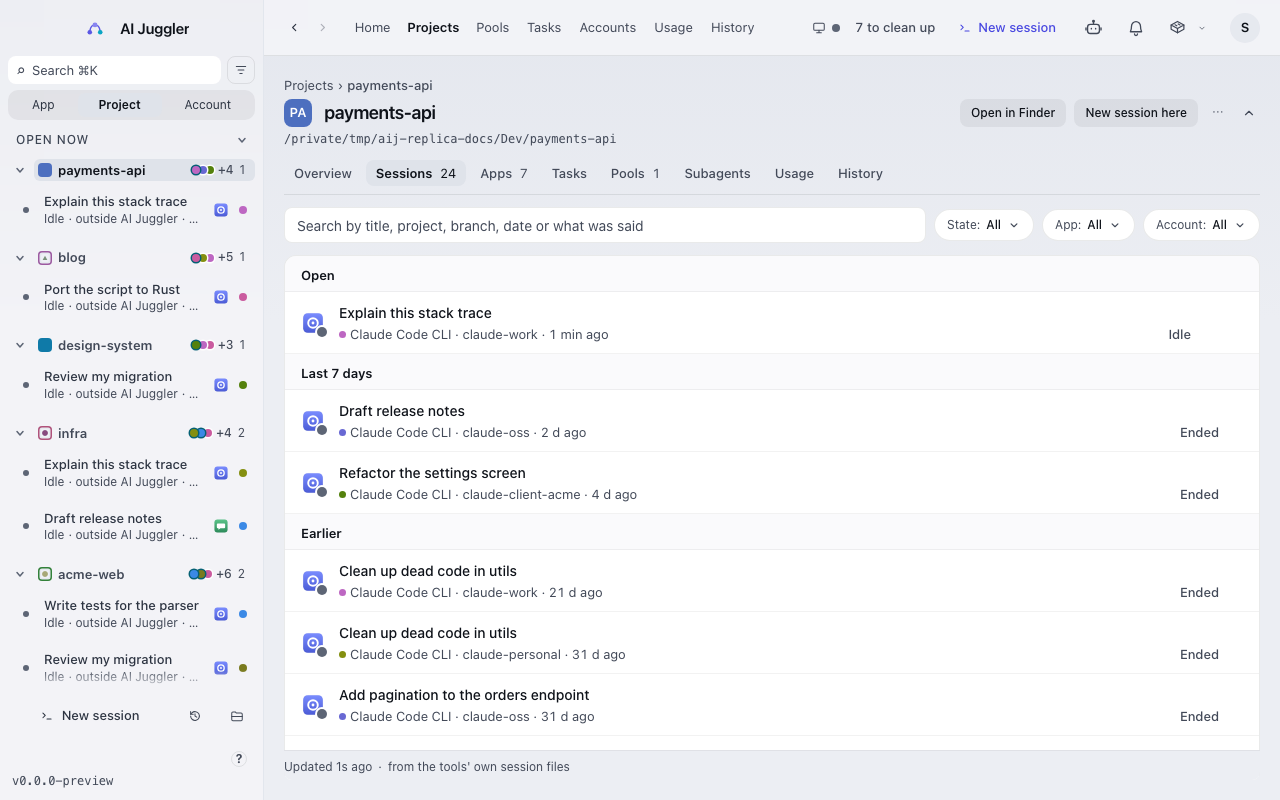 AI Juggler
Search ⌘K
App Project Account
OPEN NOW
payments-api +4 1
Explain this stack trace
Idle · outside AI Juggler · ...
blog +5 1
Port the script to Rust
Idle · outside AI Juggler · ...
design-system +3 1
Review my migration
Idle · outside AI Juggler · ...
infra +4 2
Explain this stack trace
Idle · outside AI Juggler · ...
Draft release notes
Idle · outside AI Juggler · ...
acme-web +6 2
Write tests for the parser
Idle · outside AI Juggler · ...
Review my migration
Idle · outside AI Juggler · ...
New session
?
v0.0.0-preview
Home Projects Pools Tasks Accounts Usage History
7 to clean up
New session
S
Projects › payments-api
PA payments-api
Open in Finder New session here ···
/private/tmp/aij-replica-docs/Dev/payments-api
Overview Sessions 24 Apps 7 Tasks Pools 1 Subagents Usage History
Search by title, project, branch, date or what was said
State: All App: All Account: All
Open
Explain this stack trace
Claude Code CLI · claude-work · 1 min ago
Idle
Last 7 days
Draft release notes
Claude Code CLI · claude-oss · 2 d ago
Ended
Refactor the settings screen
Claude Code CLI · claude-client-acme · 4 d ago
Ended
Earlier
Clean up dead code in utils
Claude Code CLI · claude-work · 21 d ago
Ended
Clean up dead code in utils
Claude Code CLI · claude-personal · 31 d ago
Ended
Add pagination to the orders endpoint
Claude Code CLI · claude-oss · 31 d ago
Ended
Updated 1s ago · from the tools' own session files